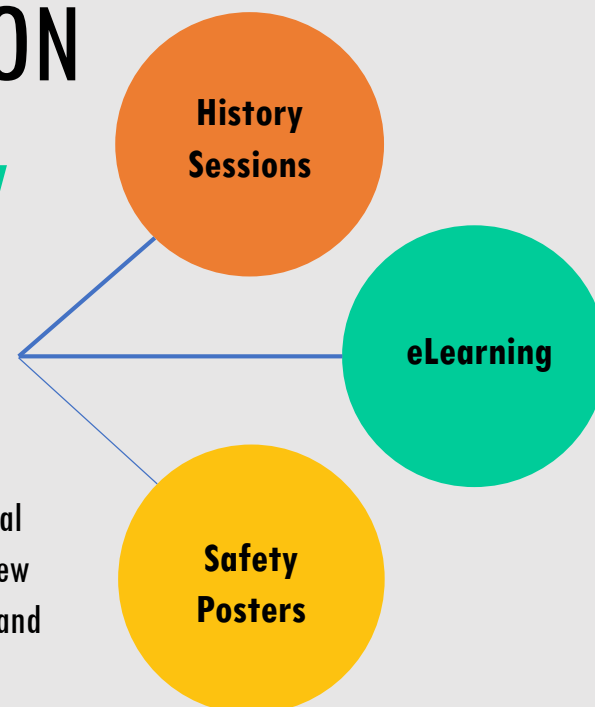 ON
History
Sessions
eLearning
al
ew
and
Safety
Posters